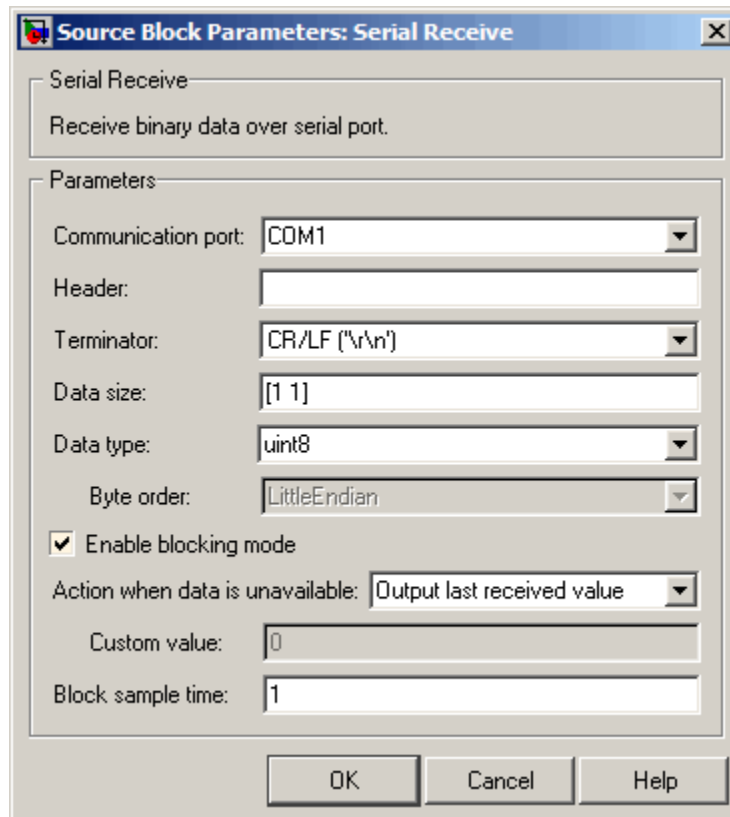 Source Block Parameters: Serial Receive
Serial Receive
Receive binary data over serial port.
Parameters
Communication port: COM1
Header:
Terminator: CR/LF ('\r\n')
Data size: [1 1]
Data type: uint8
Byte order: LittleEndian
Enable blocking mode
Action when data is unavailable: Output last received value
Custom value: 0
Block sample time: 1
OK Cancel Help